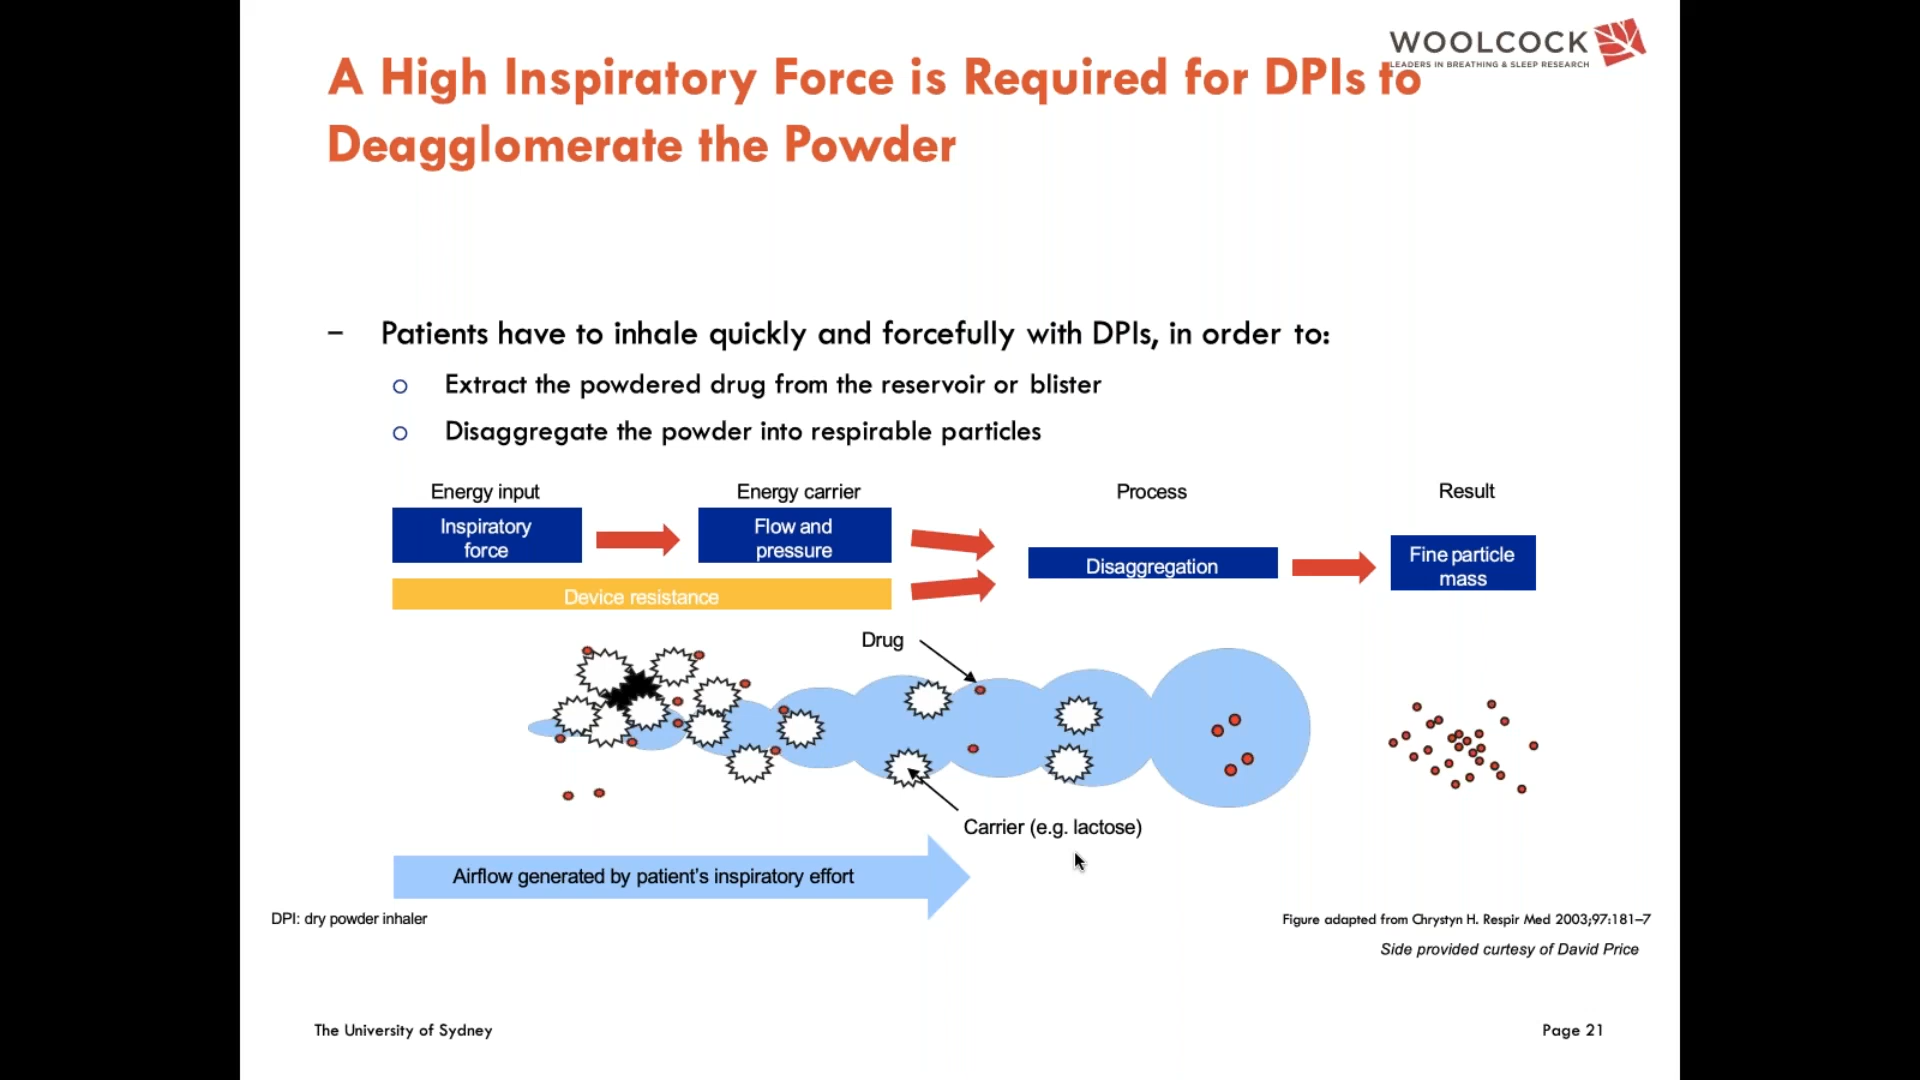 WOOLCOCK
LEADERS IN BREATHING & SLEEP RESEARCH
A High Inspiratory Force is Required for DPIs to
Deagglomerate the Powder
– Patients have to inhale quickly and forcefully with DPIs, in order to:
o Extract the powdered drug from the reservoir or blister
o Disaggregate the powder into respirable particles
Energy input
Energy carrier
Process
Result
Inspiratory
force
Flow and
pressure
Disaggregation
Fine particle
mass
Device resistance
Drug
Carrier (e.g. lactose)
Airflow generated by patient’s inspiratory effort
DPI: dry powder inhaler
Figure adapted from Chrystyn H. Respir Med 2003;97:181–7
Side provided curtesy of David Price
The University of Sydney
Page 21